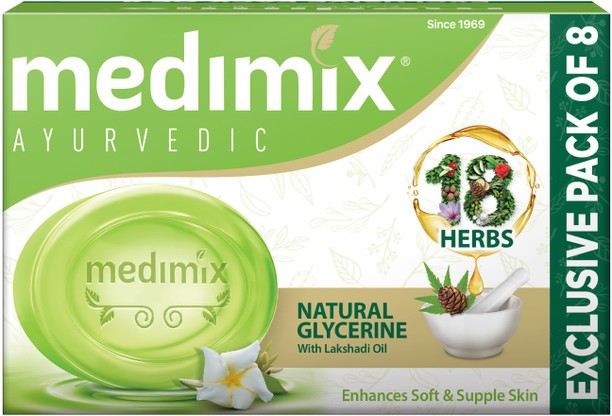 Since 1969
medimix®
AYURVEDIC
18
HERBS
medimix
NATURAL
GLYCERINE
With Lakshadi Oil
Enhances Soft & Supple Skin
EXCLUSIVE PACK OF 8